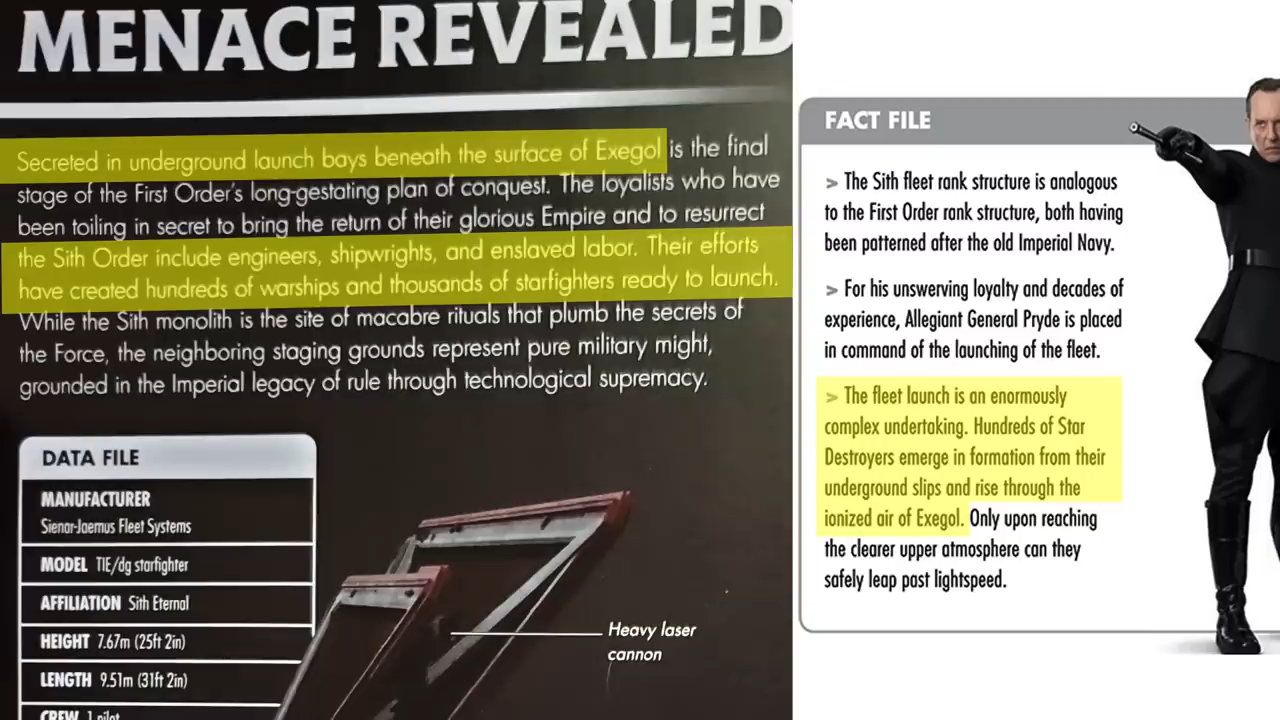 MENACE REVEALED
Secreted in underground launch bays beneath the surface of Exegol is the final
stage of the First Order's long-gestating plan of conquest. The loyalists who have
been toiling in secret to bring the return of their glorious Empire and to resurrect
the Sith Order include engineers, shipwrights, and enslaved labor. Their efforts
have created hundreds of warships and thousands of starfighters ready to launch.
While the Sith monolith is the site of macabre rituals that plumb the secrets of
the Force, the neighboring staging grounds represent pure military might,
grounded in the Imperial legacy of rule through technological supremacy.
DATA FILE
MANUFACTURER
Sienar-Jaemus Fleet Systems
MODEL TIE/dg starfighter
AFFILIATION Sith Eternal
HEIGHT 7.67m (25ft 2in)
LENGTH 9.51m (31ft 2in)
CREW 1 pilot
Heavy laser
cannon
FACT FILE
> The Sith fleet rank structure is analogous
to the First Order rank structure, both having
been patterned after the old Imperial Navy.
> For his unswerving loyalty and decades of
experience, Allegiant General Pryde is placed
in command of the launching of the fleet.
> The fleet launch is an enormously
complex undertaking. Hundreds of Star
Destroyers emerge in formation from their
underground slips and rise through the
ionized air of Exegol. Only upon reaching
the clearer upper atmosphere can they
safely leap past lightspeed.